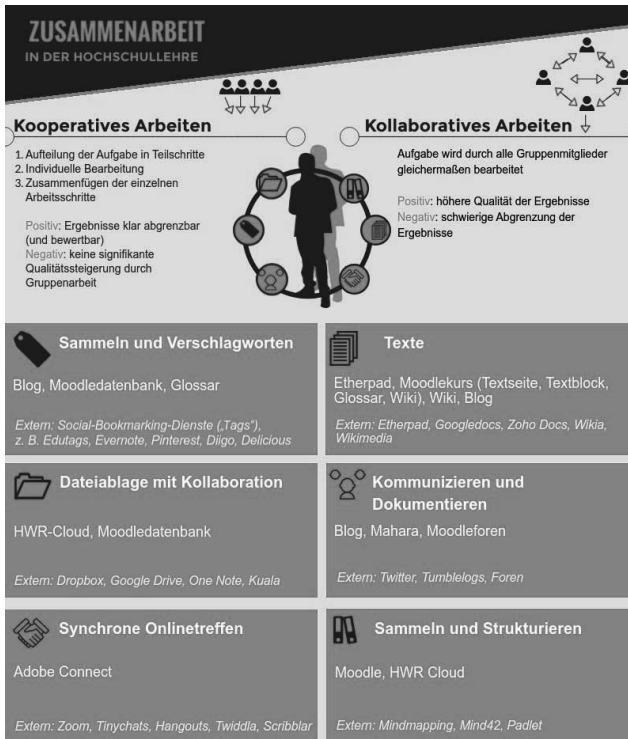 ZUSAMMENARBEIT
IN DER HOCHSCHULLEHRE
Kooperatives Arbeiten
1. Aufteilung der Aufgabe in Teilschritte
2. Individuelle Bearbeitung
3. Zusammenfügen der einzelnen
Arbeitsschritte
Positiv: Ergebnisse klar abgrenzbar
(und bewertbar)
Negativ: keine signifikante
Qualitätssteigerung durch
Gruppenarbeit
Kollaboratives Arbeiten
Aufgabe wird durch alle Gruppenmitglieder
gleichermaßen bearbeitet
Positiv: höhere Qualität der Ergebnisse
Negativ: schwierige Abgrenzung der
Ergebnisse
Sammeln und Verschlagworten
Blog, Moodledatenbank, Glossar
Extern: Social-Bookmarking-Dienste („Tags“),
z. B. Edutags, Evernote, Pinterest, Diigo, Delicious
Texte
Etherpad, Moodlekurs (Textseite, Textblock,
Glossar, Wiki), Wiki, Blog
Extern: Etherpad, Googledocs, Zoho Docs, Wikia,
Wikimedia
Dateiablage mit Kollaboration
HWR-Cloud, Moodledatenbank
Extern: Dropbox, Google Drive, One Note, Kuala
Kommunizieren und
Dokumentieren
Blog, Mahara, Moodleforen
Extern: Twitter, Tumblelogs, Foren
Synchrone Onlinetreffen
Adobe Connect
Extern: Zoom, Tinychats, Hangouts, Twiddla, Scribblar
Sammeln und Strukturieren
Moodle, HWR Cloud
Extern: Mindmapping, Mind42, Padlet